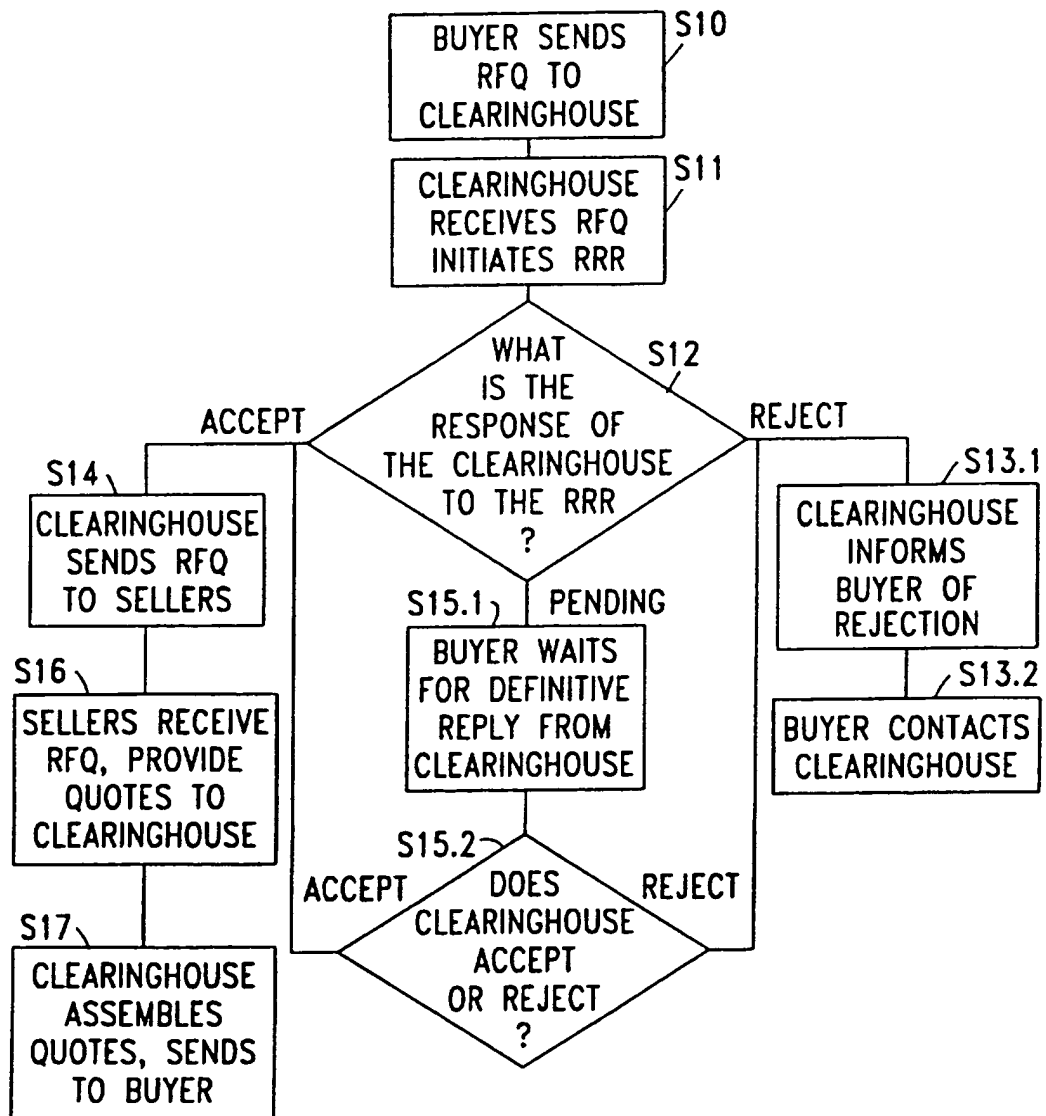 BUYER SENDS
RFQ TO
CLEARINGHOUSE
S10
CLEARINGHOUSE
RECEIVES RFQ
INITIATES RRR
S11
WHAT
IS THE
RESPONSE OF
THE CLEARINGHOUSE
TO THE RRR
?
S12
ACCEPT
REJECT
S14
CLEARINGHOUSE
SENDS RFQ
TO SELLERS
S13.1
CLEARINGHOUSE
INFORMS
BUYER OF
REJECTION
S15.1
PENDING
BUYER WAITS
FOR DEFINITIVE
REPLY FROM
CLEARINGHOUSE
S13.2
BUYER CONTACTS
CLEARINGHOUSE
S16
SELLERS RECEIVE
RFQ, PROVIDE
QUOTES TO
CLEARINGHOUSE
S15.2
ACCEPT
REJECT
DOES
CLEARINGHOUSE
ACCEPT
OR REJECT
?
S17
CLEARINGHOUSE
ASSEMBLES
QUOTES, SENDS
TO BUYER